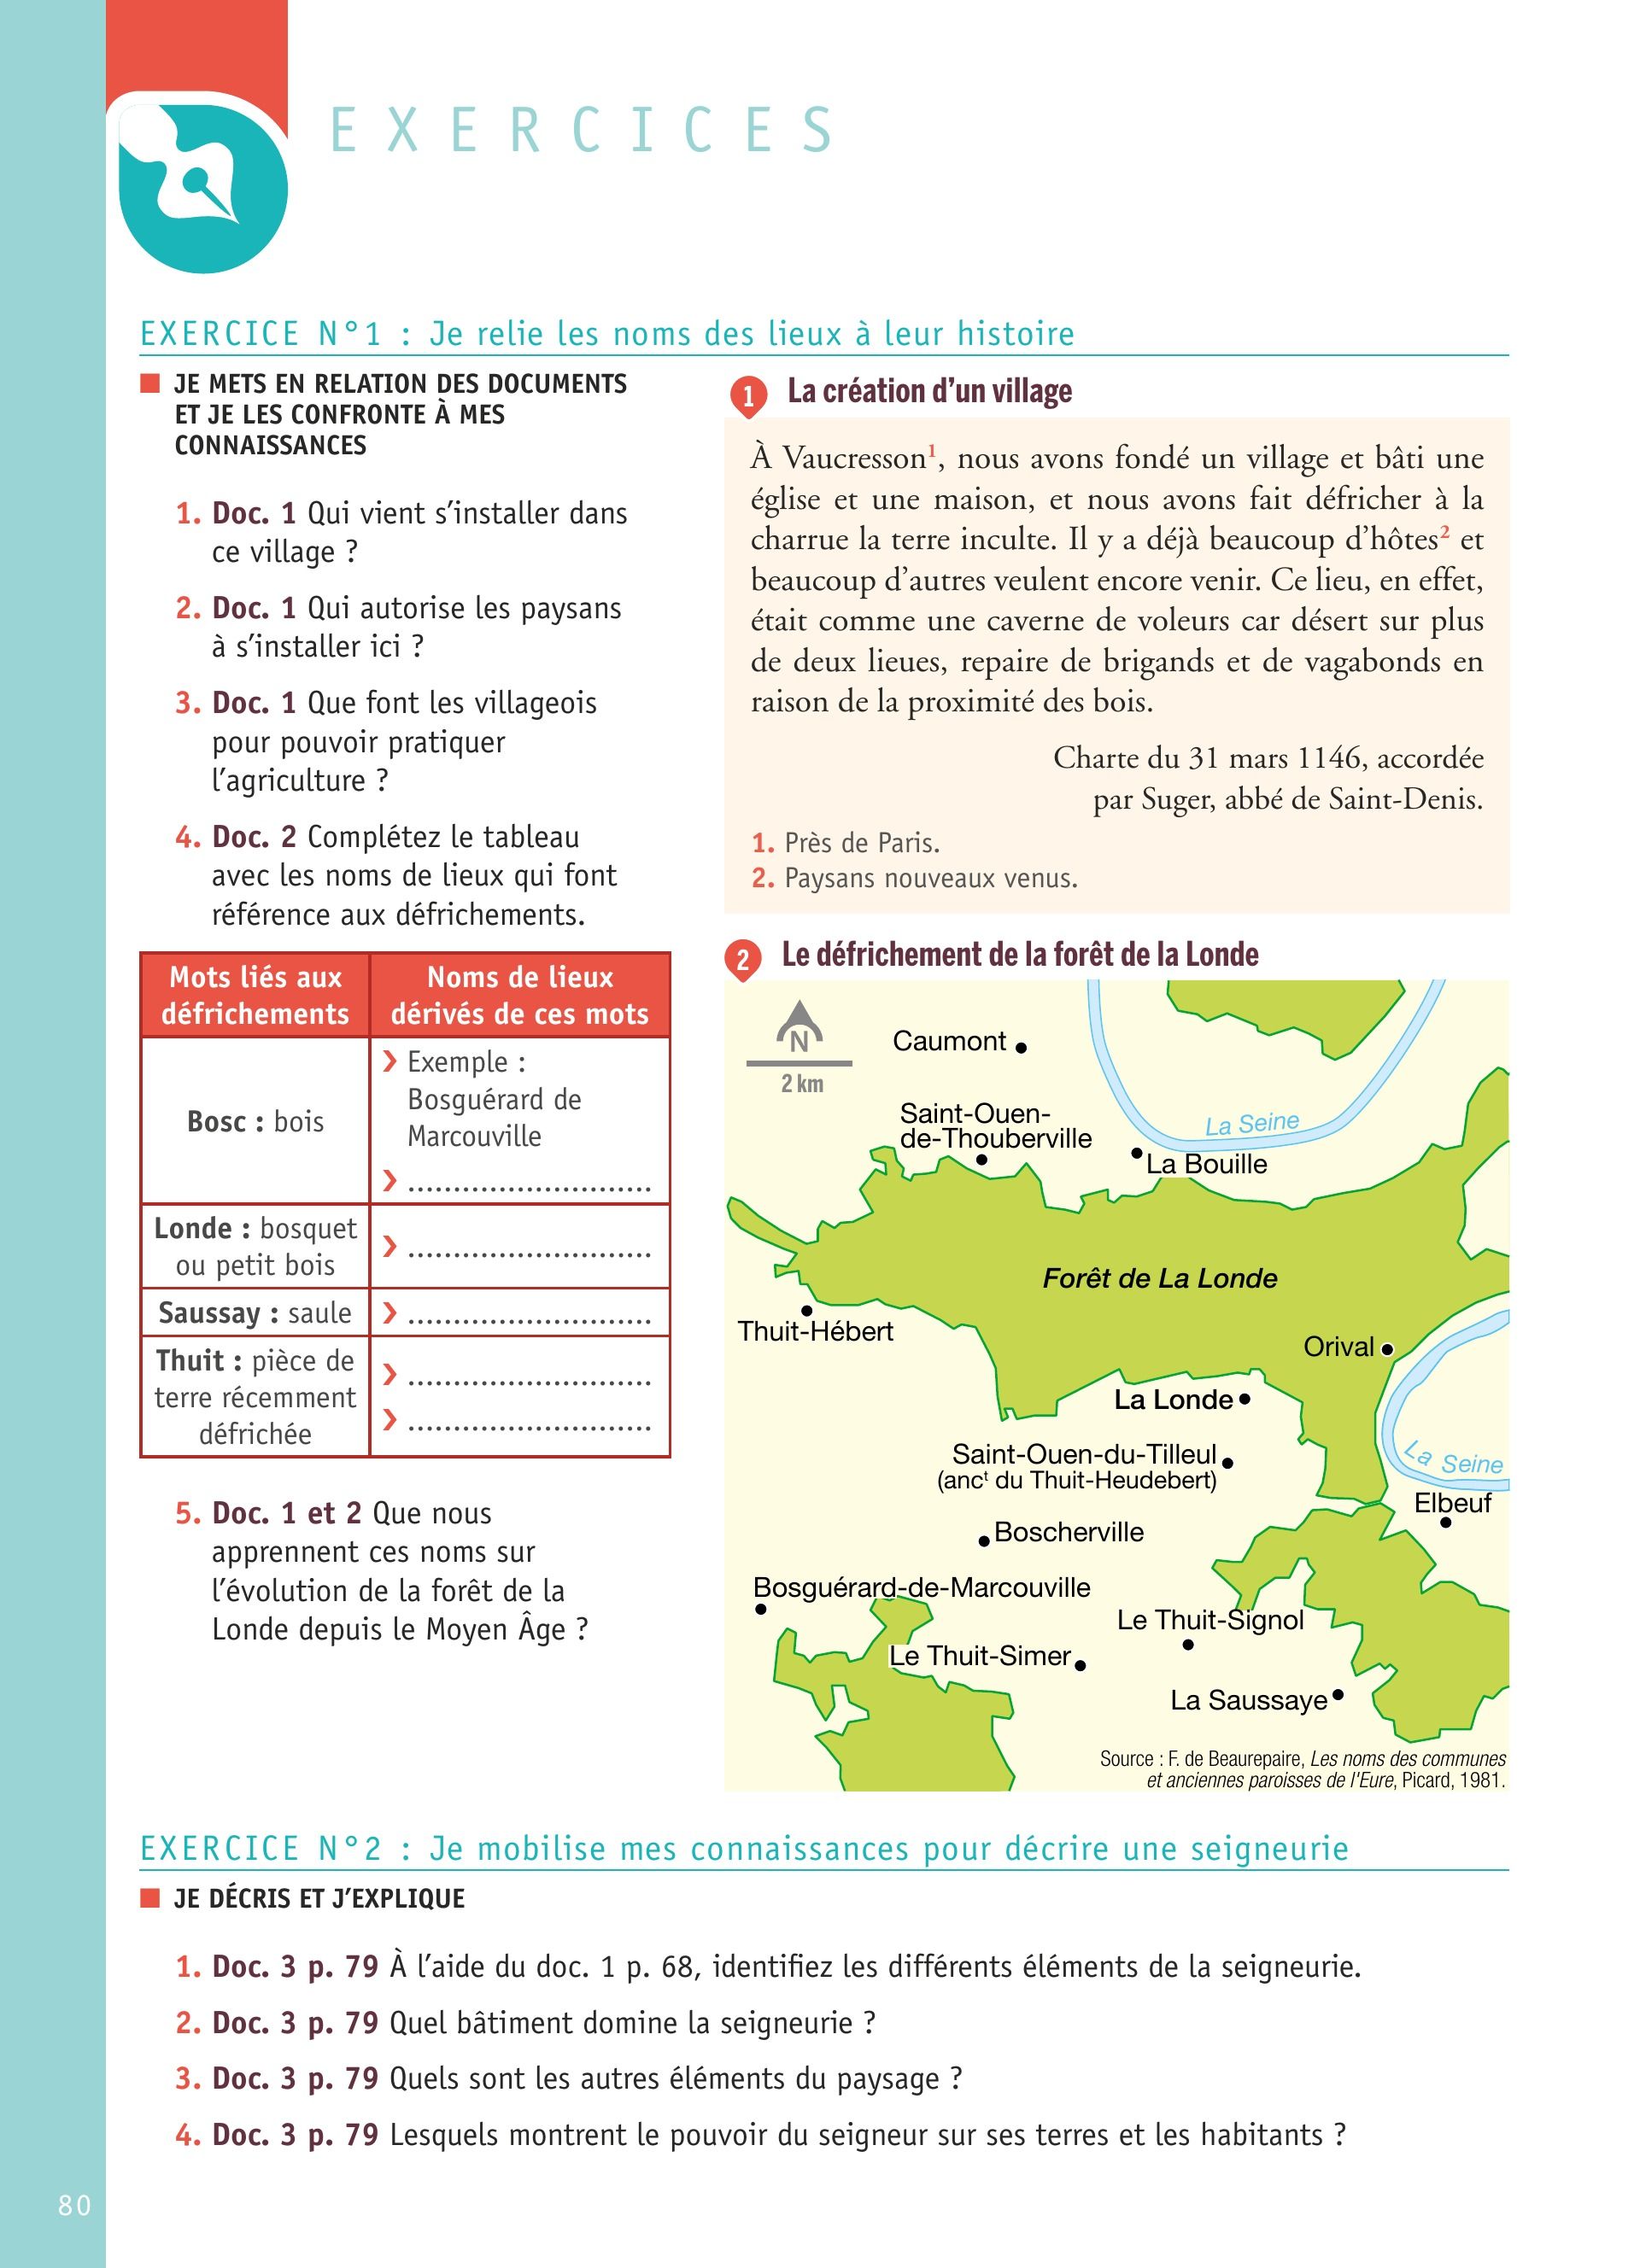 EXERCICES
EXERCICE N°1 : Je relie les noms des lieux à leur histoire
JE METS EN RELATION DES DOCUMENTS
ET JE LES CONFRONTE À MES
CONNAISSANCES
1. Doc. 1 Qui vient s’installer dans
ce village ?
2. Doc. 1 Qui autorise les paysans
à s’installer ici ?
3. Doc. 1 Que font les villageois
pour pouvoir pratiquer
l’agriculture ?
4. Doc. 2 Complétez le tableau
avec les noms de lieux qui font
référence aux défrichements.
Mots liés aux
défrichements
Noms de lieux
dérivés de ces mots
Bosc : bois
❯ Exemple :
Bosguérard de
Marcouville
❯ ...........................
Londe : bosquet
ou petit bois
❯ ...........................
Saussay : saule
❯ ...........................
Thuit : pièce de
terre récemment
défrichée
❯ ...........................
❯ ...........................
5. Doc. 1 et 2 Que nous
apprennent ces noms sur
l’évolution de la forêt de la
Londe depuis le Moyen Âge ?
1 La création d’un village
À Vaucresson¹, nous avons fondé un village et bâti une
église et une maison, et nous avons fait défricher à la
charrue la terre inculte. Il y a déjà beaucoup d’hôtes² et
beaucoup d’autres veulent encore venir. Ce lieu, en effet,
était comme une caverne de voleurs car désert sur plus
de deux lieues, repaire de brigands et de vagabonds en
raison de la proximité des bois.
Charte du 31 mars 1146, accordée
par Suger, abbé de Saint-Denis.
1. Près de Paris.
2. Paysans nouveaux venus.
2 Le défrichement de la forêt de la Londe
N
2 km
Caumont
Saint-Ouen-
de-Thouberville
La Seine
La Bouille
Forêt de La Londe
Thuit-Hébert
Orival
La Londe
Saint-Ouen-du-Tilleul
(ancᵗ du Thuit-Heudebert)
La Seine
Elbeuf
Boscherville
Bosguérard-de-Marcouville
Le Thuit-Signol
Le Thuit-Simer
La Saussaye
Source : F. de Beaurepaire, Les noms des communes
et anciennes paroisses de l'Eure, Picard, 1981.
EXERCICE N°2 : Je mobilise mes connaissances pour décrire une seigneurie
JE DÉCRIS ET J’EXPLIQUE
1. Doc. 3 p. 79 À l’aide du doc. 1 p. 68, identifiez les différents éléments de la seigneurie.
2. Doc. 3 p. 79 Quel bâtiment domine la seigneurie ?
3. Doc. 3 p. 79 Quels sont les autres éléments du paysage ?
4. Doc. 3 p. 79 Lesquels montrent le pouvoir du seigneur sur ses terres et les habitants ?
80